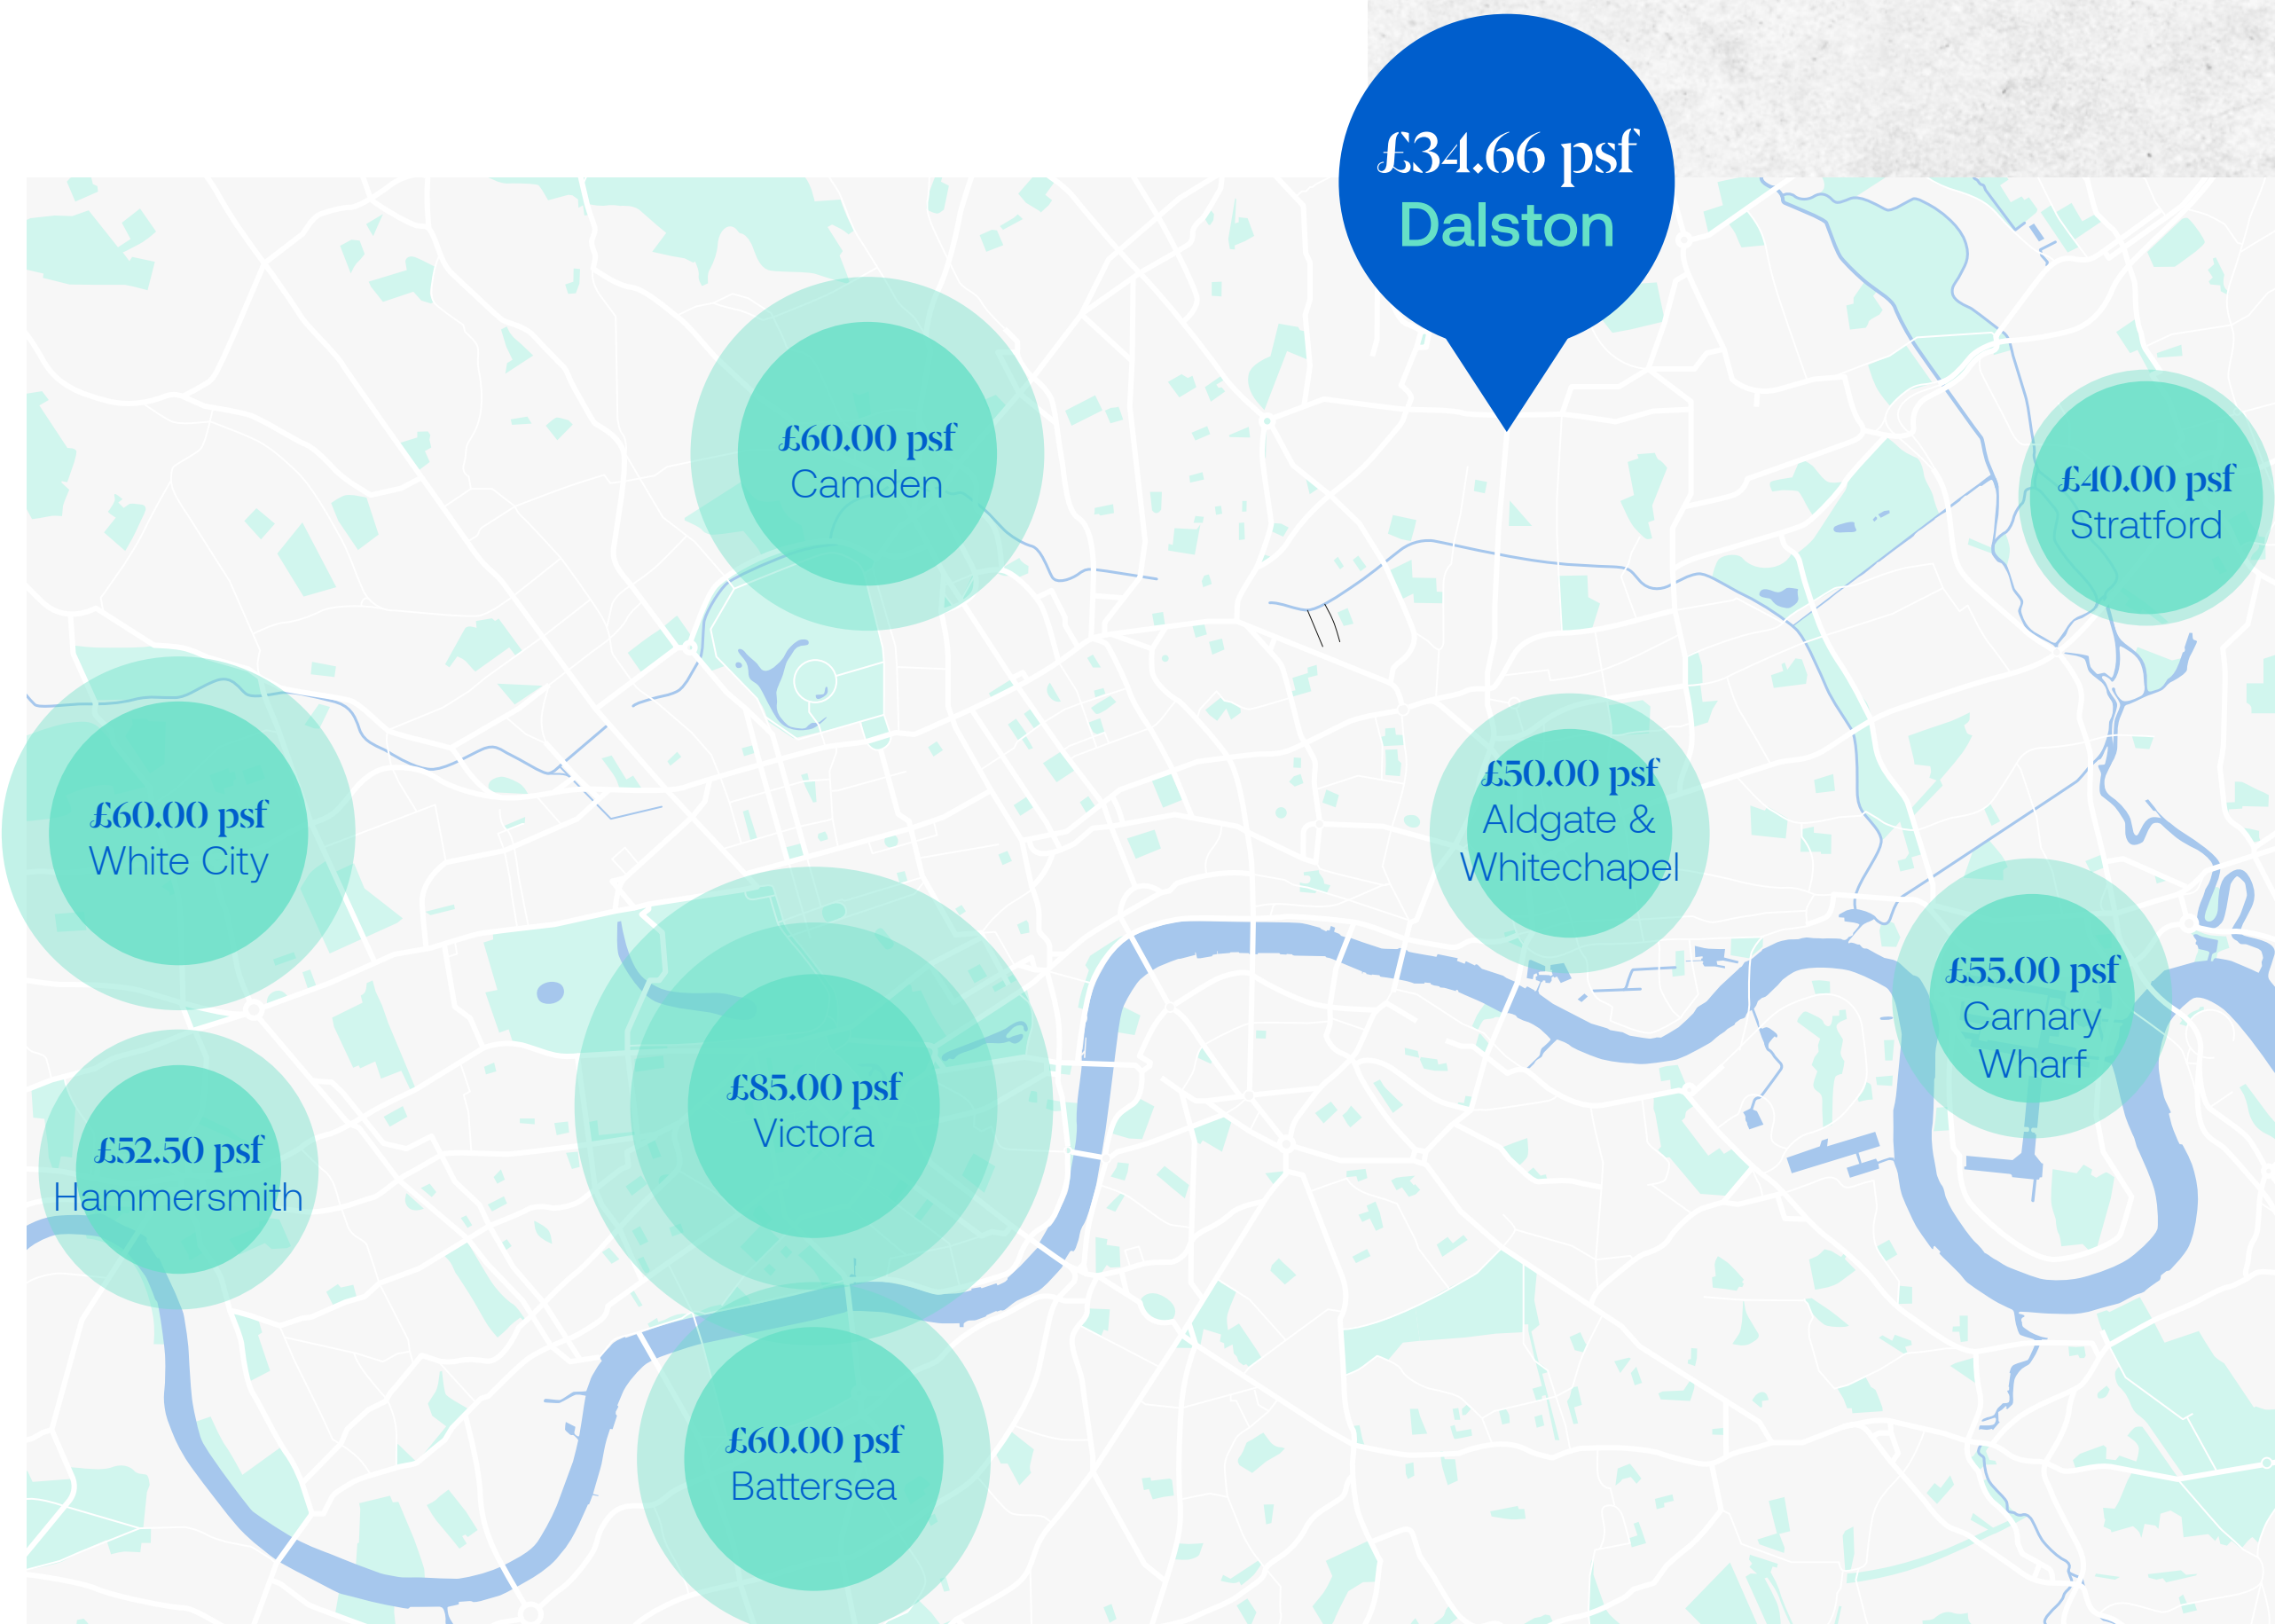 £34.66 psf
Dalston
£60.00 psf
Camden
£40.00 psf
Stratford
£60.00 psf
White City
£50.00 psf
Aldgate &
Whitechapel
£55.00 psf
Carnary
Wharf
£85.00 psf
Victora
£52.50 psf
Hammersmith
£60.00 psf
Battersea